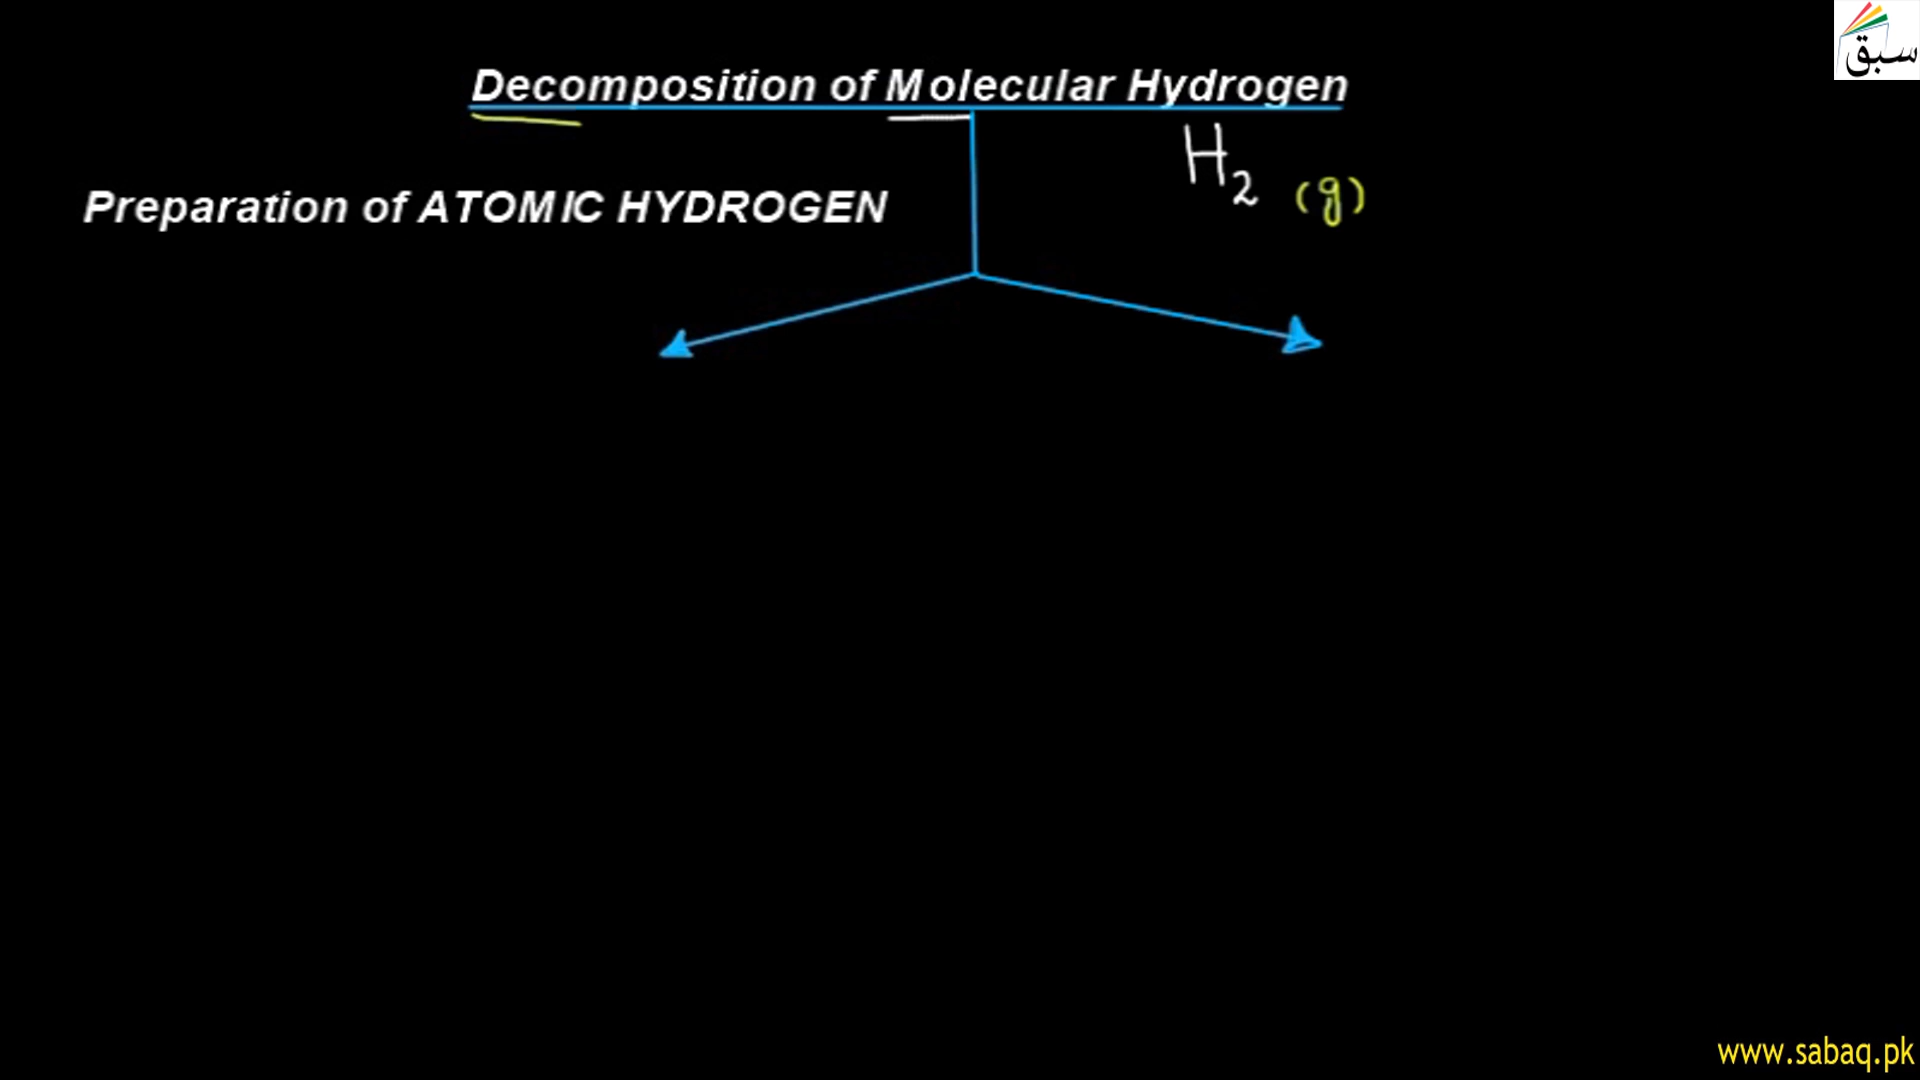 سبق
Decomposition of Molecular Hydrogen
H₂ (g)
Preparation of ATOMIC HYDROGEN
www.sabaq.pk